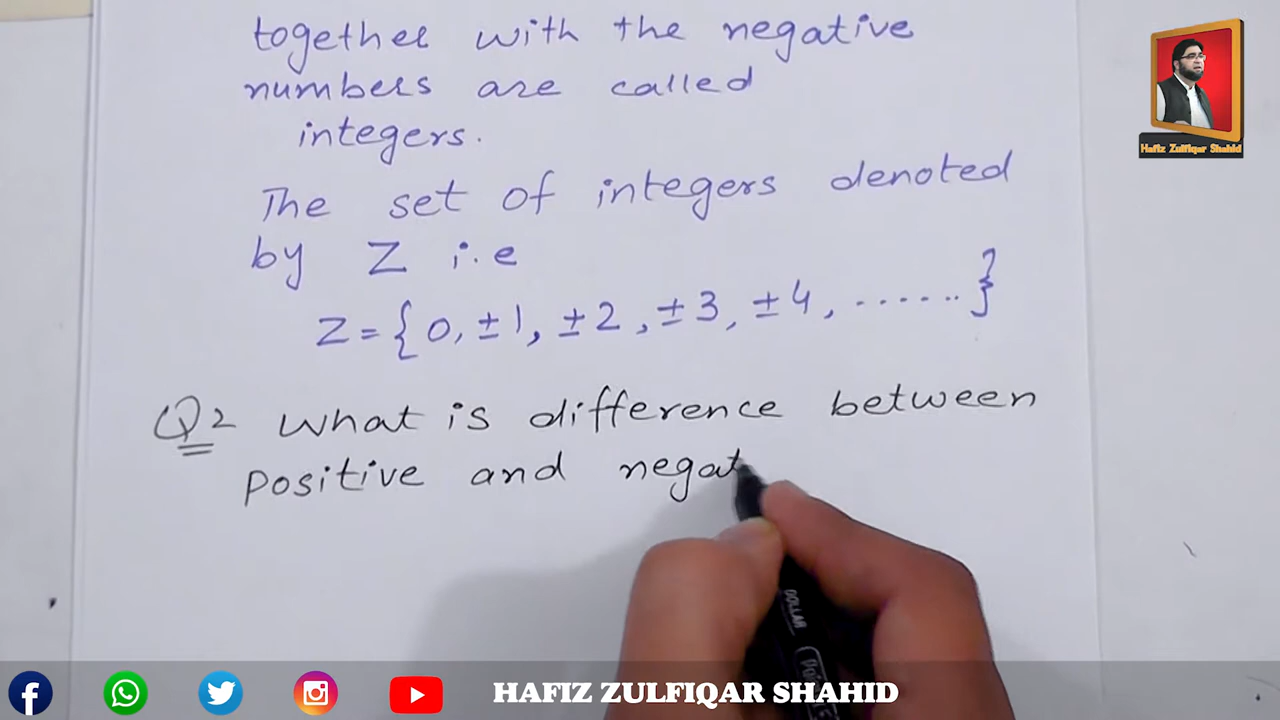 together with the negative
numbers are called
integers.
The set of integers denoted
by Z i.e
Z = {0, ±1, ±2, ±3, ±4, ......}
Q2 What is difference between
positive and negat
Hafiz Zulfiqar Shahid
DOLLAR
HAFIZ ZULFIQAR SHAHID